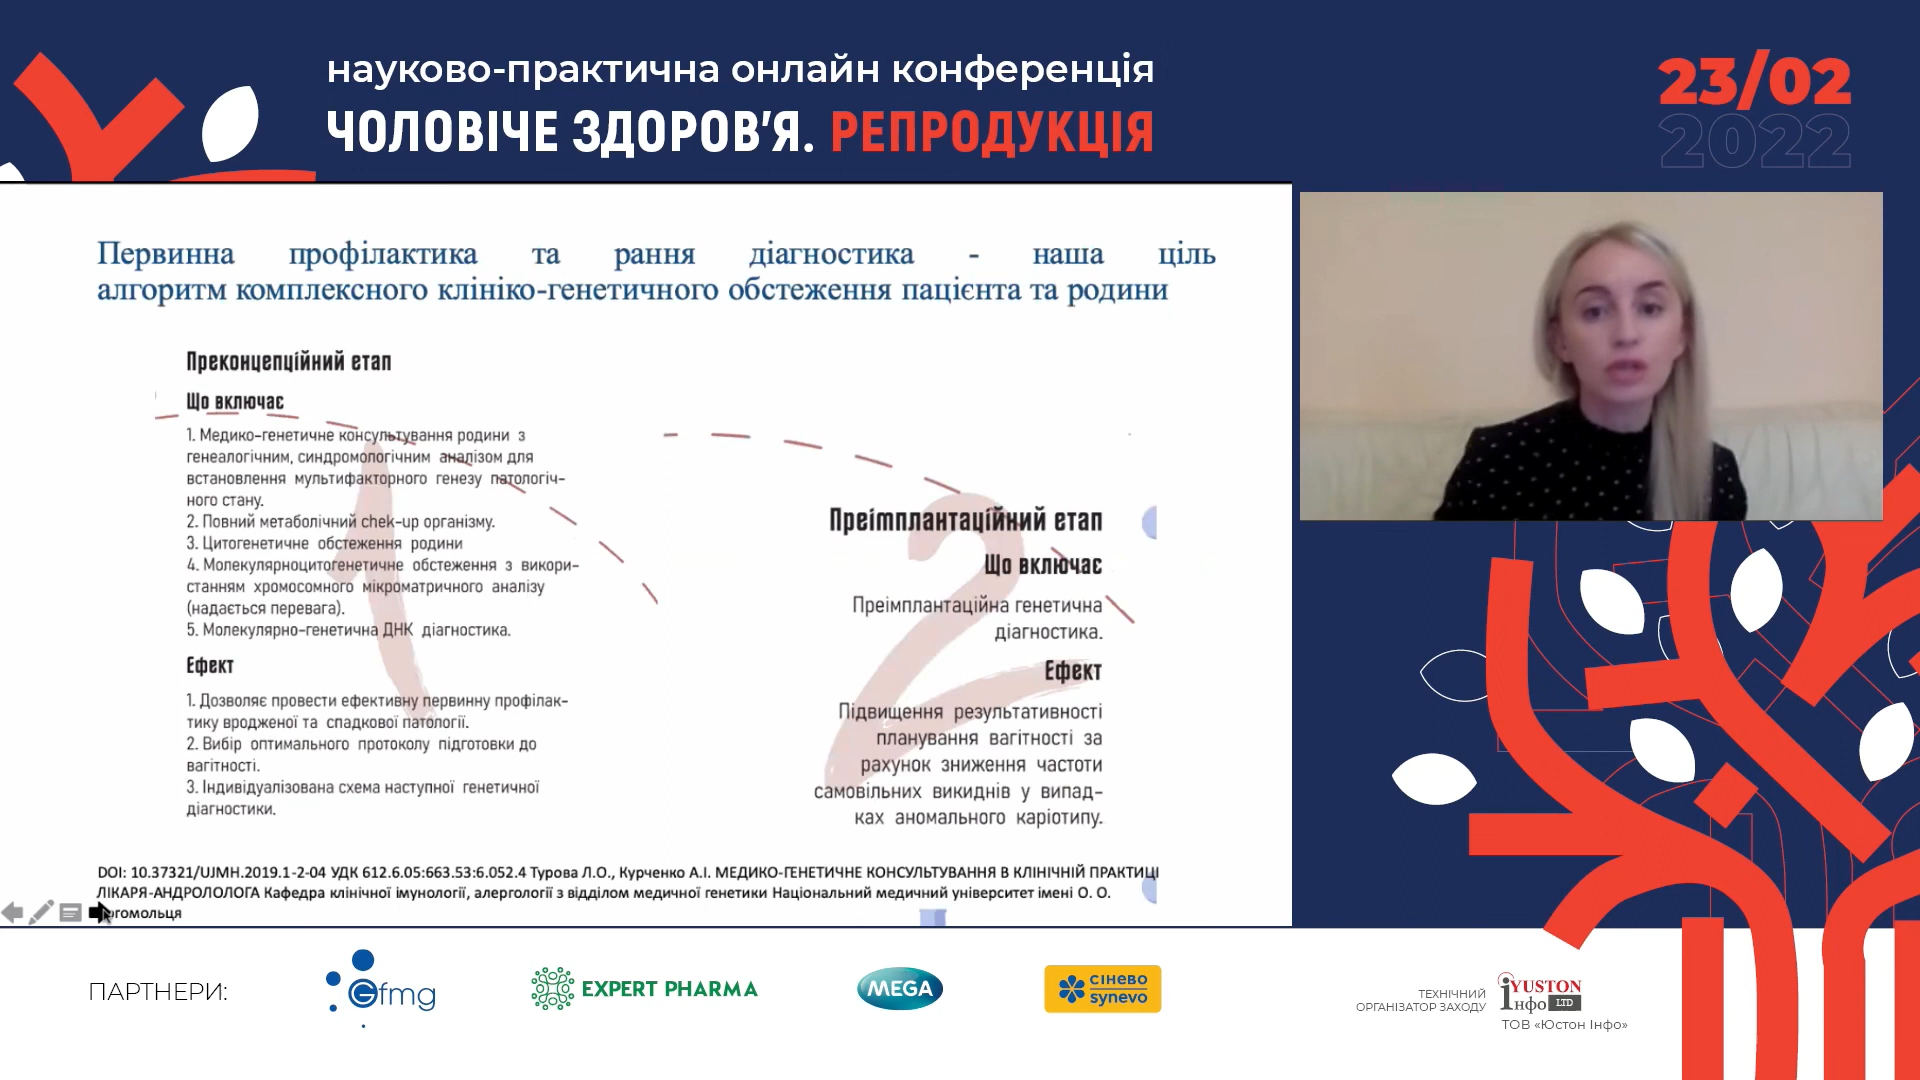 науково-практична онлайн конференція
ЧОЛОВІЧЕ ЗДОРОВ'Я. РЕПРОДУКЦІЯ
23/02
2022
Первинна профілактика та рання діагностика - наша ціль
алгоритм комплексного клініко-генетичного обстеження пацієнта та родини
Преконцепційний етап
Що включає
1. Медико-генетичне консультування родини з
генеалогічним, синдромологічним аналізом для
встановлення мультифакторного генезу патологіч-
ного стану.
2. Повний метаболічний chek-up організму.
3. Цитогенетичне обстеження родини
4. Молекулярноцитогенетичне обстеження з викори-
станням хромосомного мікроматричного аналізу
(надається перевага).
5. Молекулярно-генетична ДНК діагностика.
Ефект
1. Дозволяє провести ефективну первинну профілак-
тику вродженої та спадкової патології.
2. Вибір оптимального протоколу підготовки до
вагітності.
3. Індивідуалізована схема наступної генетичної
діагностики.
Преімплантаційний етап
Що включає
Преімплантаційна генетична
діагностика.
Ефект
Підвищення результативності
планування вагітності за
рахунок зниження частоти
самовільних викиднів у випад-
ках аномального каріотипу.
DOI: 10.37321/UJMH.2019.1-2-04 УДК 612.6.05:663.53:6.052.4 Турова Л.О., Курченко А.І. МЕДИКО-ГЕНЕТИЧНЕ КОНСУЛЬТУВАННЯ В КЛІНІЧНІЙ ПРАКТИЦІ
ЛІКАРЯ-АНДРОЛОЛОГА Кафедра клінічної імунології, алергології з відділом медичної генетики Національний медичний університет імені О. О.
огомольця
ПАРТНЕРИ:
Gfmg
EXPERT PHARMA
MEGA
сінево
synevo
ТЕХНІЧНИЙ
ОРГАНІЗАТОР ЗАХОДУ
YUSTON
Інфо LTD
ТОВ «Юстон Інфо»